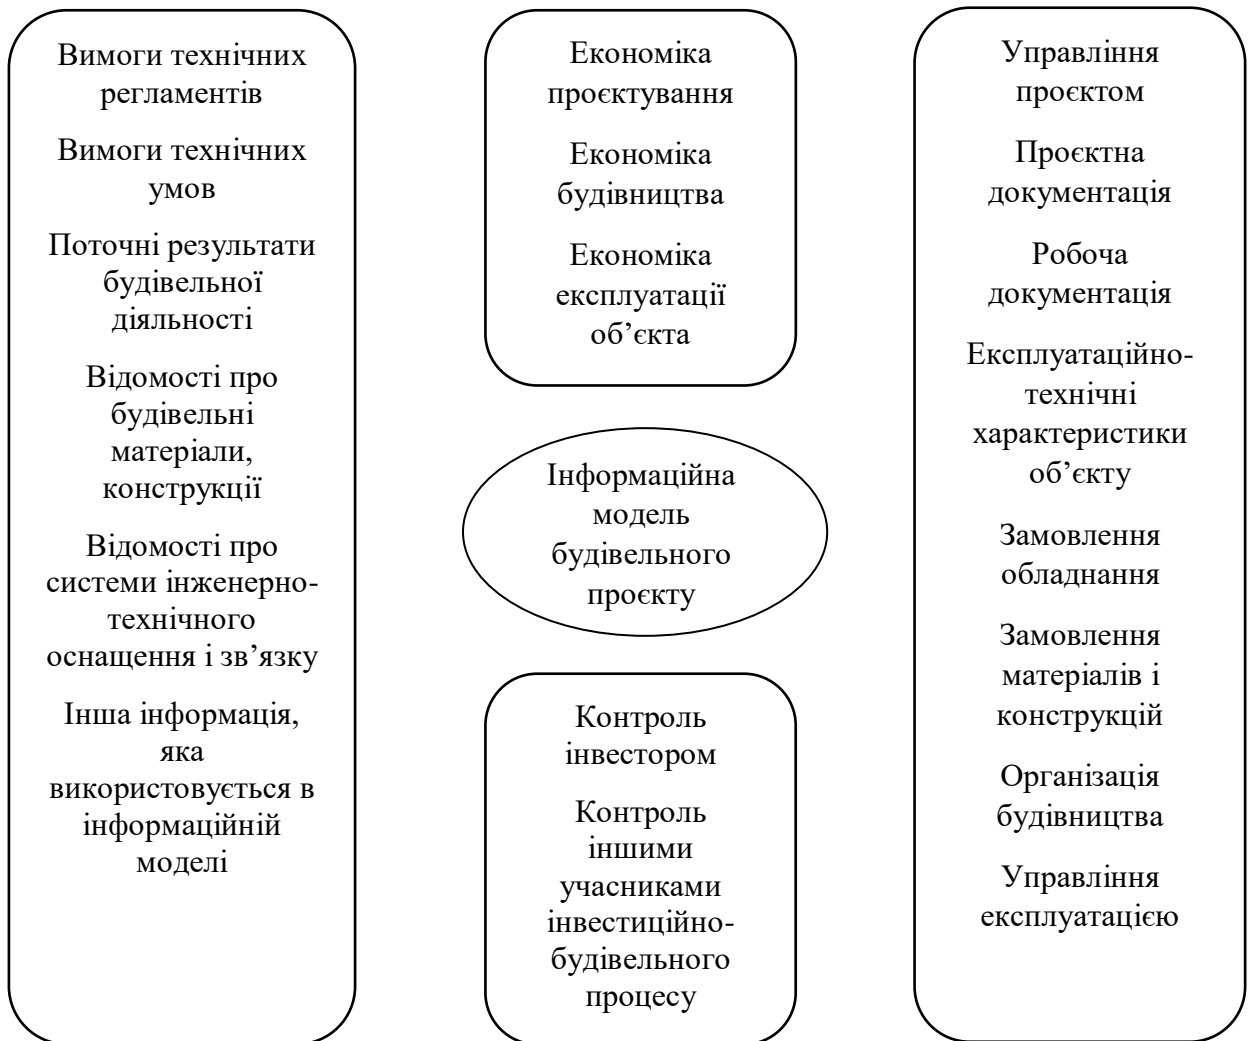 Вимоги технічних
регламентів
Вимоги технічних
умов
Поточні результати
будівельної
діяльності
Відомості про
будівельні
матеріали,
конструкції
Відомості про
системи інженерно-
технічного
оснащення і зв’язку
Інша інформація,
яка
використовується в
інформаційній
моделі
Економіка
проєктування
Економіка
будівництва
Економіка
експлуатації
об’єкта
Інформаційна
модель
будівельного
проєкту
Контроль
інвестором
Контроль
іншими
учасниками
інвестиційно-
будівельного
процесу
Управління
проєктом
Проєктна
документація
Робоча
документація
Експлуатаційно-
технічні
характеристики
об’єкту
Замовлення
обладнання
Замовлення
матеріалів і
конструкцій
Організація
будівництва
Управління
експлуатацією